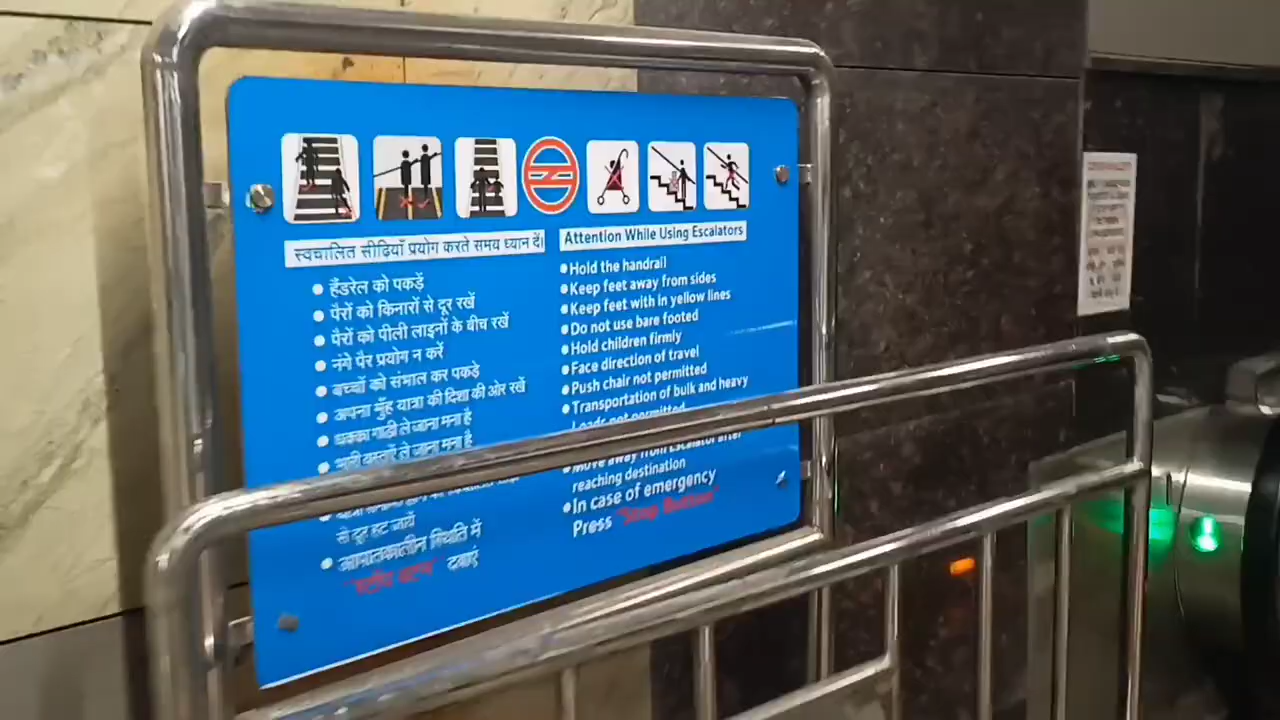 स्वचालित सीढ़ियाँ प्रयोग करते समय ध्यान दें।
हैंडरेल को पकड़ें
पैरों को किनारों से दूर रखें
पैरों को पीली लाइनों के बीच रखें
नंगे पैर प्रयोग न करें
बच्चों को संभाल कर पकड़े
अपना मुँह यात्रा की दिशा की ओर रखें
धक्का गाड़ी ले जाना मना है
भारी वस्तुएं ले जाना मना है
से दूर हट जायें
आपातकालीन स्थिति में
"स्टॉप बटन" दबाएं
Attention While Using Escalators
Hold the handrail
Keep feet away from sides
Keep feet with in yellow lines
Do not use bare footed
Hold children firmly
Face direction of travel
Push chair not permitted
Transportation of bulk and heavy
Loads not permitted
Move away from Escalator after
reaching destination
In case of emergency
Press "Stop Button"